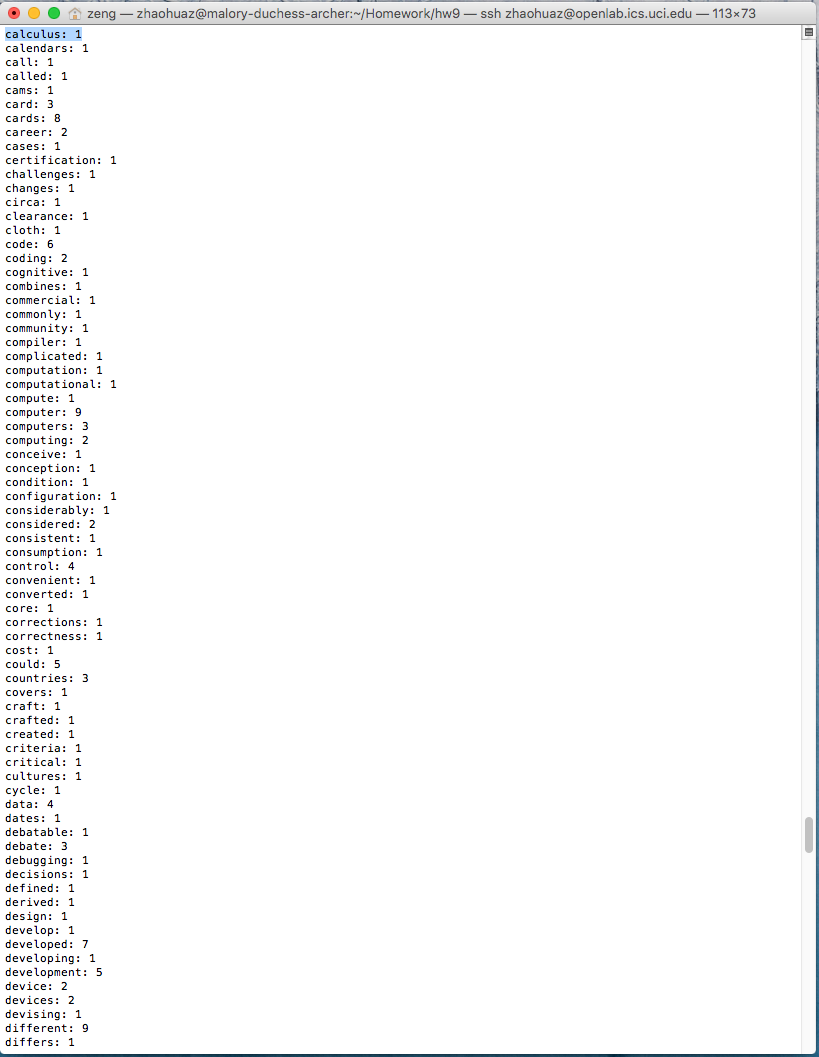 zeng — zhaohuaz@malory-duchess-archer:~/Homework/hw9 — ssh zhaohuaz@openlab.ics.uci.edu — 113×73
calculus: 1
calendars: 1
call: 1
called: 1
cams: 1
card: 3
cards: 8
career: 2
cases: 1
certification: 1
challenges: 1
changes: 1
circa: 1
clearance: 1
cloth: 1
code: 6
coding: 2
cognitive: 1
combines: 1
commercial: 1
commonly: 1
community: 1
compiler: 1
complicated: 1
computation: 1
computational: 1
compute: 1
computer: 9
computers: 3
computing: 2
conceive: 1
conception: 1
condition: 1
configuration: 1
considerably: 1
considered: 2
consistent: 1
consumption: 1
control: 4
convenient: 1
converted: 1
core: 1
corrections: 1
correctness: 1
cost: 1
could: 5
countries: 3
covers: 1
craft: 1
crafted: 1
created: 1
criteria: 1
critical: 1
cultures: 1
cycle: 1
data: 4
dates: 1
debatable: 1
debate: 3
debugging: 1
decisions: 1
defined: 1
derived: 1
design: 1
develop: 1
developed: 7
developing: 1
development: 5
device: 2
devices: 2
devising: 1
different: 9
differs: 1